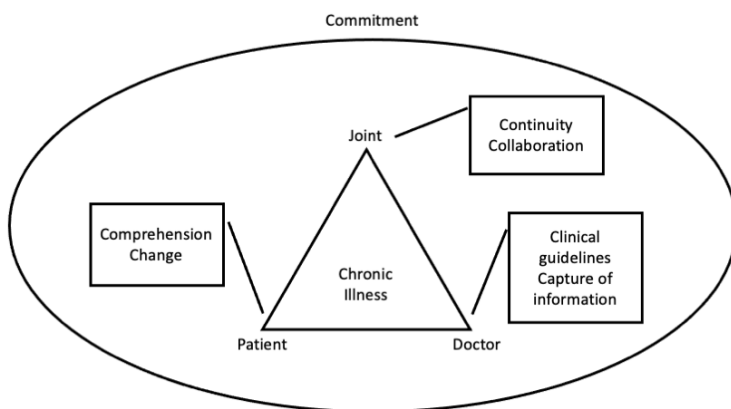 Commitment
Joint
Continuity
Collaboration
Comprehension
Change
Clinical
guidelines
Capture of
information
Chronic
Illness
Patient
Doctor